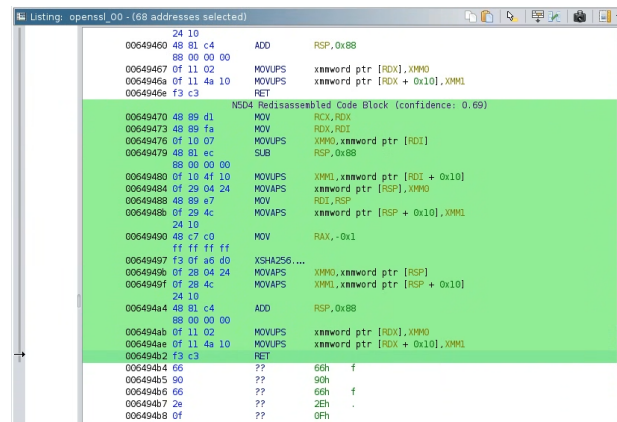 Listing: openssl_00 - (68 addresses selected)
24 10
00649460 48 81 c4 ADD RSP,0x88
88 00 00 00
00649467 0f 11 02 MOVUPS xmmword ptr [RDX],XMM0
0064946a 0f 11 4a 10 MOVUPS xmmword ptr [RDX + 0x10],XMM1
0064946e f3 c3 RET
N5D4 Redisassembled Code Block (confidence: 0.69)
00649470 48 89 d1 MOV RCX,RDX
00649473 48 89 fa MOV RDX,RDI
00649476 0f 10 07 MOVUPS XMM0,xmmword ptr [RDI]
00649479 48 81 ec SUB RSP,0x88
88 00 00 00
00649480 0f 10 4f 10 MOVUPS XMM1,xmmword ptr [RDI + 0x10]
00649484 0f 29 04 24 MOVAPS xmmword ptr [RSP],XMM0
00649488 48 89 e7 MOV RDI,RSP
0064948b 0f 29 4c MOVAPS xmmword ptr [RSP + 0x10],XMM1
24 10
00649490 48 c7 c0 MOV RAX,-0x1
ff ff ff ff
00649497 f3 0f a6 d0 XSHA256....
0064949b 0f 28 04 24 MOVAPS XMM0,xmmword ptr [RSP]
0064949f 0f 28 4c MOVAPS XMM1,xmmword ptr [RSP + 0x10]
24 10
006494a4 48 81 c4 ADD RSP,0x88
88 00 00 00
006494ab 0f 11 02 MOVUPS xmmword ptr [RDX],XMM0
006494ae 0f 11 4a 10 MOVUPS xmmword ptr [RDX + 0x10],XMM1
006494b2 f3 c3 RET
006494b4 66 ?? 66h f
006494b5 90 ?? 90h
006494b6 66 ?? 66h f
006494b7 2e ?? 2Eh .
006494b8 0f ?? 0Fh